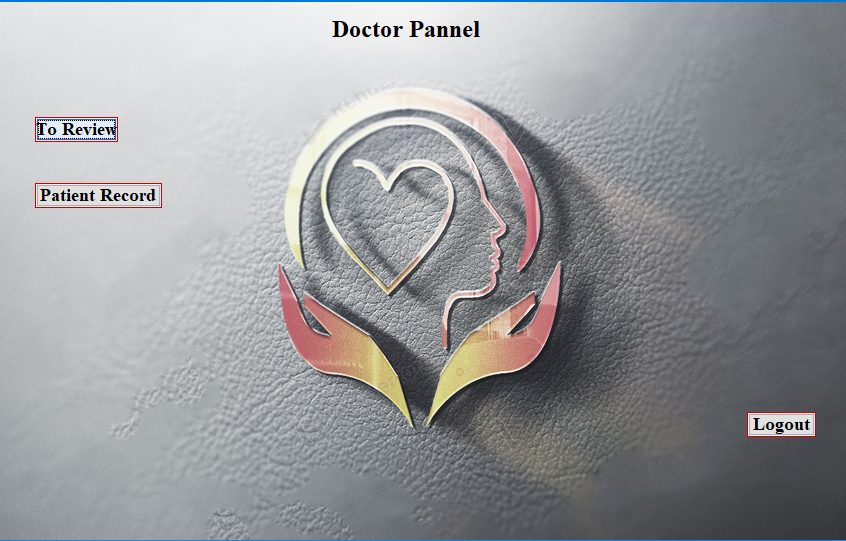 Doctor Pannel
To Review
Patient Record
Logout